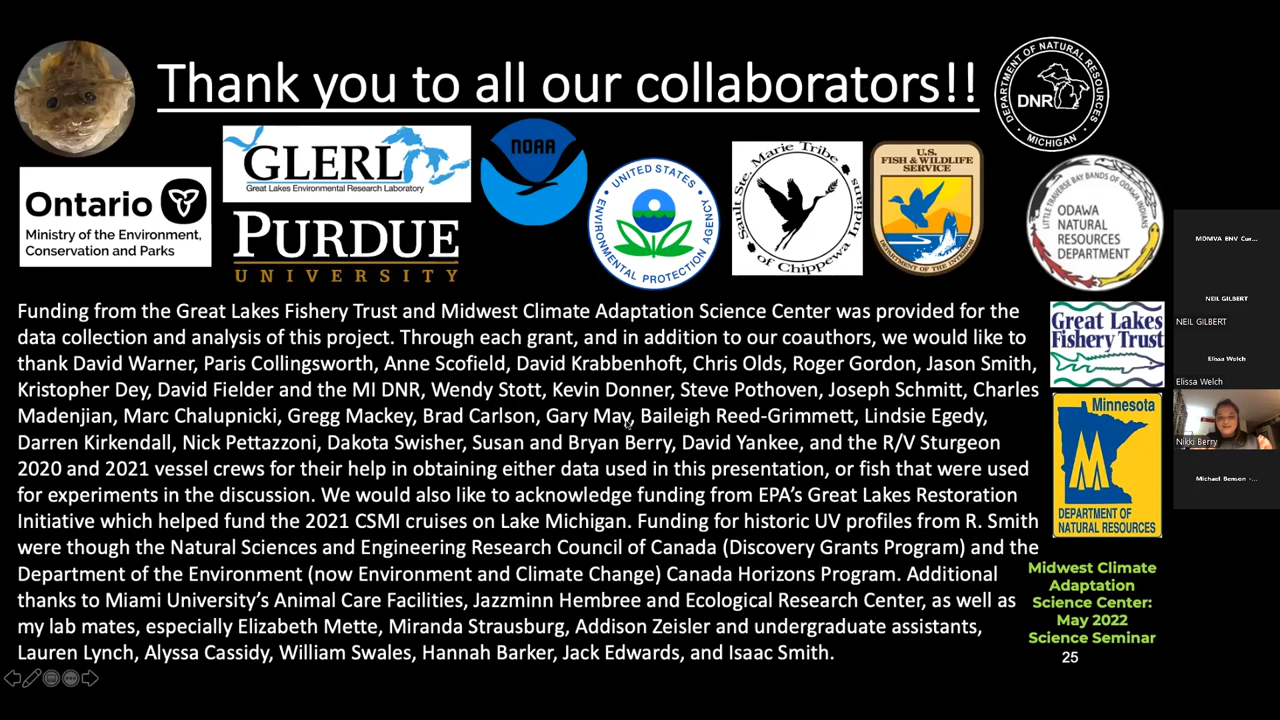 Thank you to all our collaborators!!
DEPARTMENT OF NATURAL RESOURCES
DNR
MICHIGAN
GLERL
Great Lakes Environmental Research Laboratory
NOAA
Ontario
Ministry of the Environment,
Conservation and Parks
PURDUE
UNIVERSITY
UNITED STATES
ENVIRONMENTAL PROTECTION AGENCY
Sault Ste. Marie Tribe
of Chippewa Indians
U.S.
FISH & WILDLIFE
SERVICE
DEPARTMENT OF THE INTERIOR
LITTLE TRAVERSE BAY BANDS OF ODAWA INDIANS
ODAWA
NATURAL
RESOURCES
DEPARTMENT
Funding from the Great Lakes Fishery Trust and Midwest Climate Adaptation Science Center was provided for the
data collection and analysis of this project. Through each grant, and in addition to our coauthors, we would like to
thank David Warner, Paris Collingsworth, Anne Scofield, David Krabbenhoft, Chris Olds, Roger Gordon, Jason Smith,
Kristopher Dey, David Fielder and the MI DNR, Wendy Stott, Kevin Donner, Steve Pothoven, Joseph Schmitt, Charles
Madenjian, Marc Chalupnicki, Gregg Mackey, Brad Carlson, Gary May, Baileigh Reed-Grimmett, Lindsie Egedy,
Darren Kirkendall, Nick Pettazzoni, Dakota Swisher, Susan and Bryan Berry, David Yankee, and the R/V Sturgeon
2020 and 2021 vessel crews for their help in obtaining either data used in this presentation, or fish that were used
for experiments in the discussion. We would also like to acknowledge funding from EPA's Great Lakes Restoration
Initiative which helped fund the 2021 CSMI cruises on Lake Michigan. Funding for historic UV profiles from R. Smith
were though the Natural Sciences and Engineering Research Council of Canada (Discovery Grants Program) and the
Department of the Environment (now Environment and Climate Change) Canada Horizons Program. Additional
thanks to Miami University's Animal Care Facilities, Jazzminn Hembree and Ecological Research Center, as well as
my lab mates, especially Elizabeth Mette, Miranda Strausburg, Addison Zeisler and undergraduate assistants,
Lauren Lynch, Alyssa Cassidy, William Swales, Hannah Barker, Jack Edwards, and Isaac Smith.
Great Lakes
Fishery Trust
Minnesota
DEPARTMENT OF
NATURAL RESOURCES
Midwest Climate
Adaptation
Science Center:
May 2022
Science Seminar
25
MDMVA ENV Cur...
NEIL GILBERT
NEIL GILBERT
Elissa Welch
Elissa Welch
Nikki Berry
Michael Benson -...